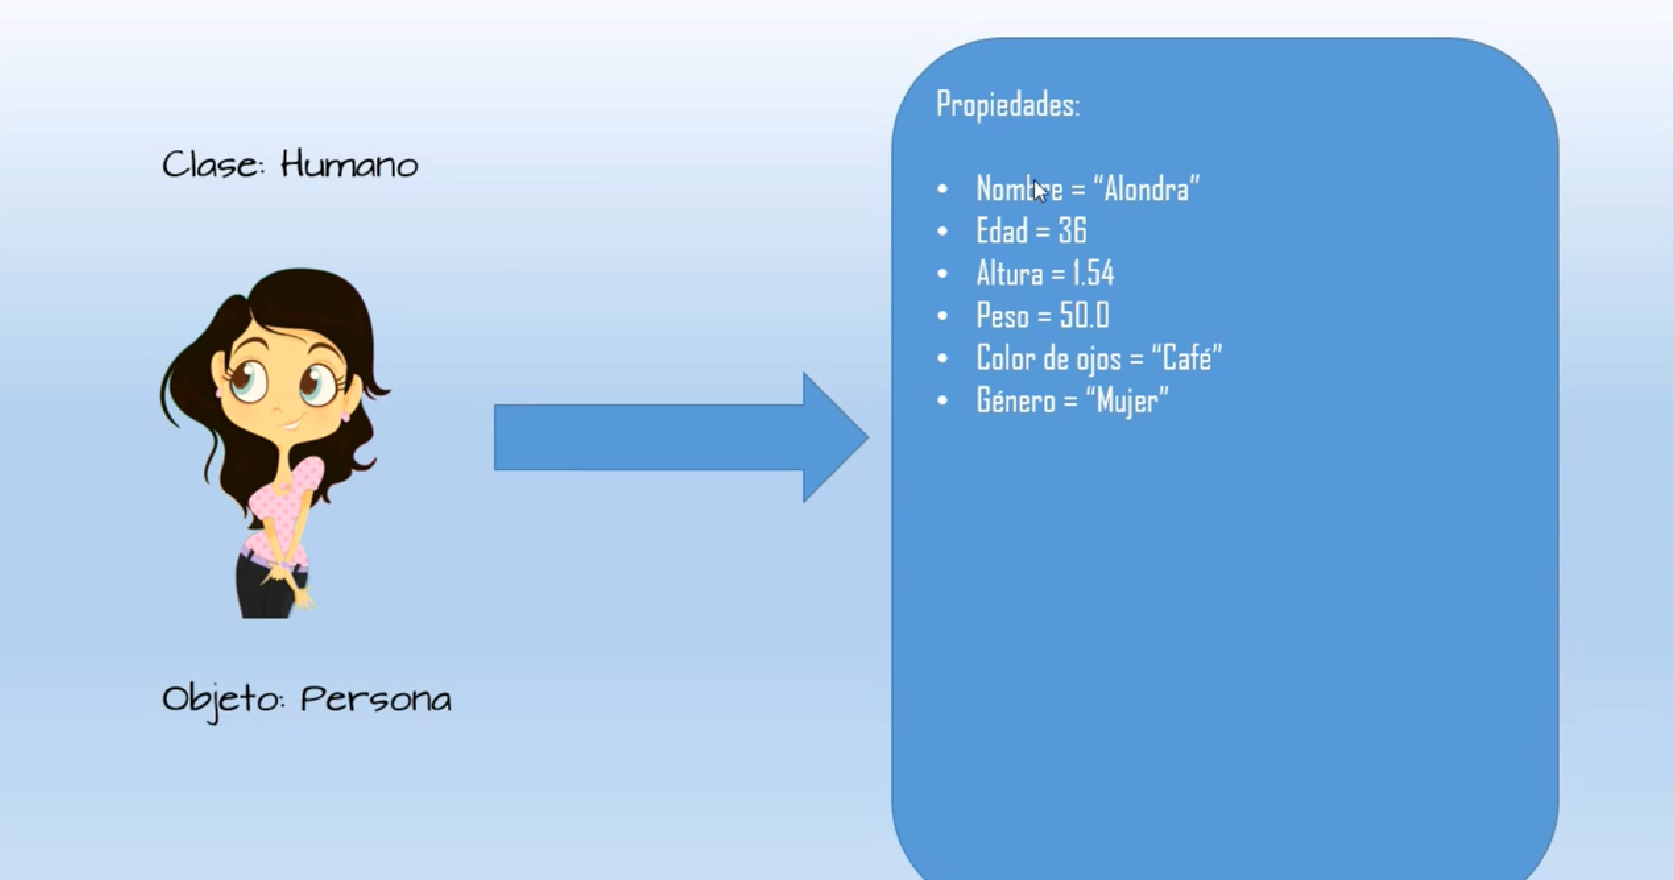 Clase: Humano
Objeto: Persona
Propiedades:
• Nombre = “Alondra”
• Edad = 36
• Altura = 1.54
• Peso = 50.0
• Color de ojos = “Café”
• Género = “Mujer”